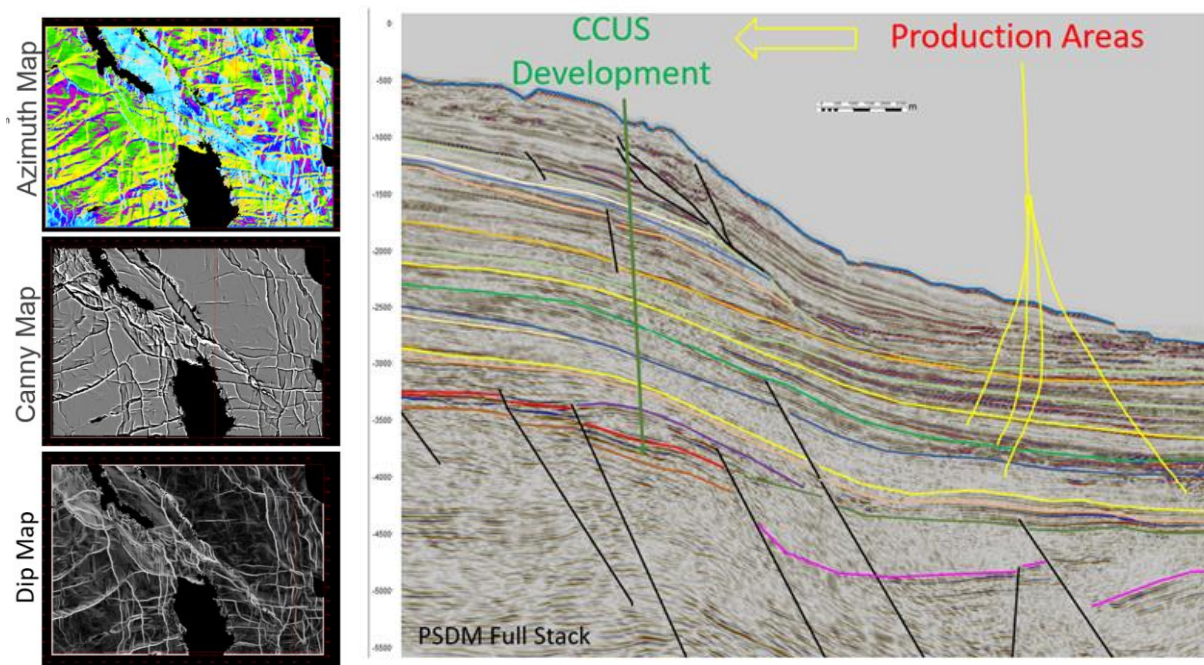 Azimuth Map
Canny Map
Dip Map
CCUS
Development
Production Areas
m
0
-500
-1000
-1500
-2000
-2500
-3000
-3500
-4000
-4500
-5000
-5500
PSDM Full Stack